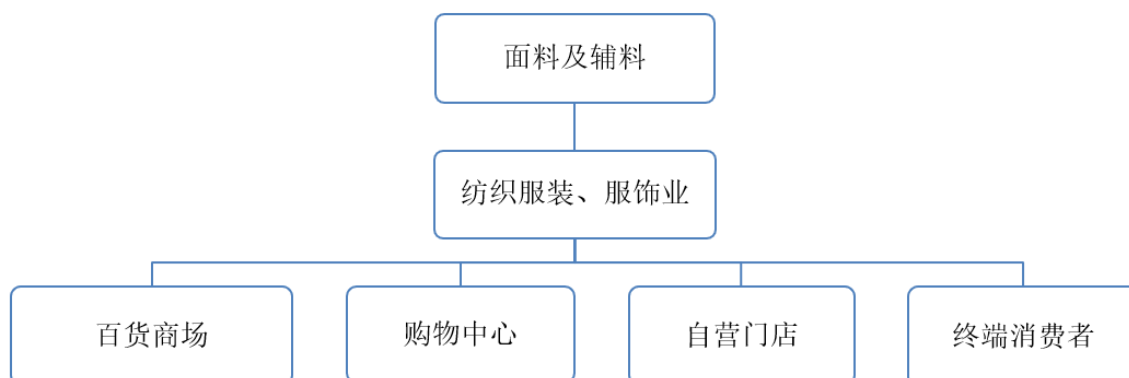 面料及辅料
纺织服装、服饰业
百货商场
购物中心
自营门店
终端消费者